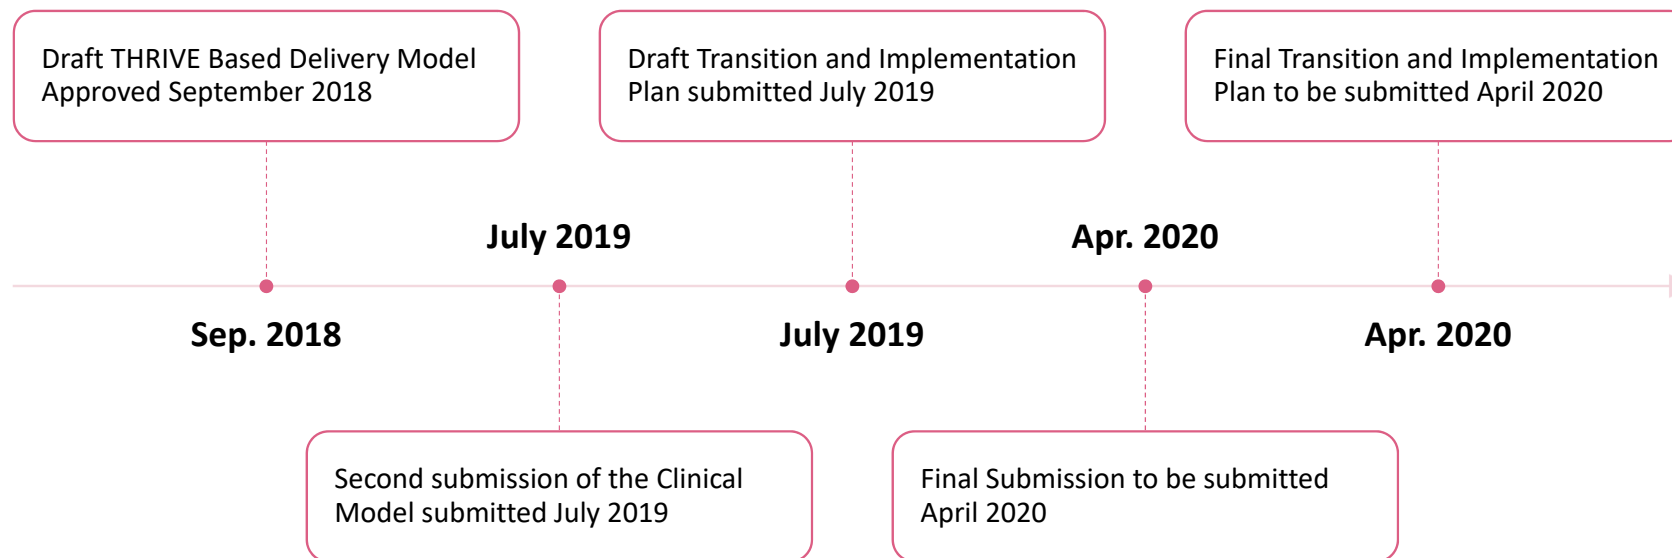 Draft THRIVE Based Delivery Model
Approved September 2018
Draft Transition and Implementation
Plan submitted July 2019
Final Transition and Implementation
Plan to be submitted April 2020
July 2019
Apr. 2020
Sep. 2018
July 2019
Apr. 2020
Second submission of the Clinical
Model submitted July 2019
Final Submission to be submitted
April 2020